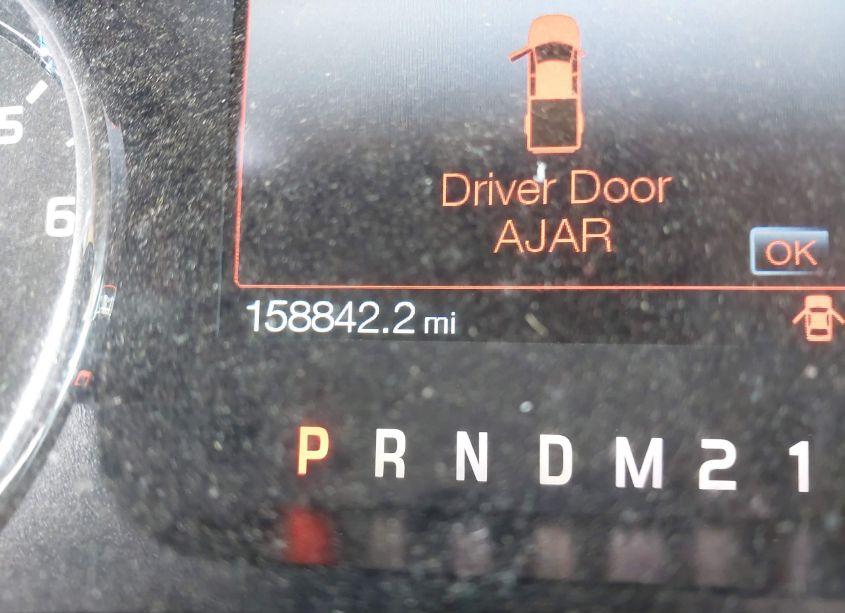 5
6
Driver Door
AJAR
OK
158842.2 mi
P R N D M 2 1